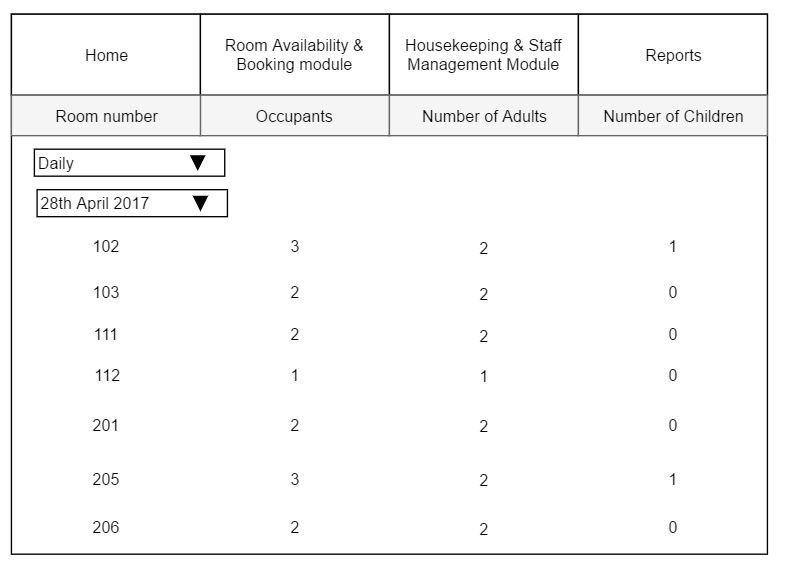 Home
Room Availability &
Booking module
Housekeeping & Staff
Management Module
Reports
Room number
Occupants
Number of Adults
Number of Children
Daily
28th April 2017
102 3 2 1
103 2 2 0
111 2 2 0
112 1 1 0
201 2 2 0
205 3 2 1
206 2 2 0